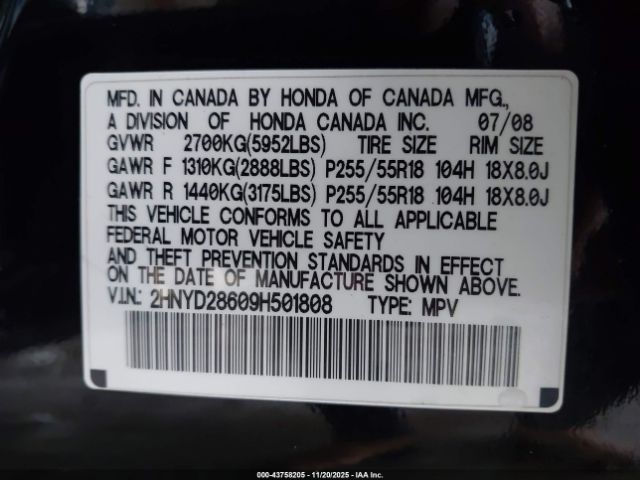 MFD. IN CANADA BY HONDA OF CANADA MFG.,
A DIVISION OF HONDA CANADA INC. 07/08
GVWR 2700KG(5952LBS) TIRE SIZE RIM SIZE
GAWR F 1310KG(2888LBS) P255/55R18 104H 18X8.0J
GAWR R 1440KG(3175LBS) P255/55R18 104H 18X8.0J
THIS VEHICLE CONFORMS TO ALL APPLICABLE
FEDERAL MOTOR VEHICLE SAFETY
AND THEFT PREVENTION STANDARDS IN EFFECT
ON THE DATE OF MANUFACTURE SHOWN ABOVE.
V.I.N.: 2HNYD28609H501808 TYPE: MPV
000-43758205 - 11/20/2025 - IAA Inc.